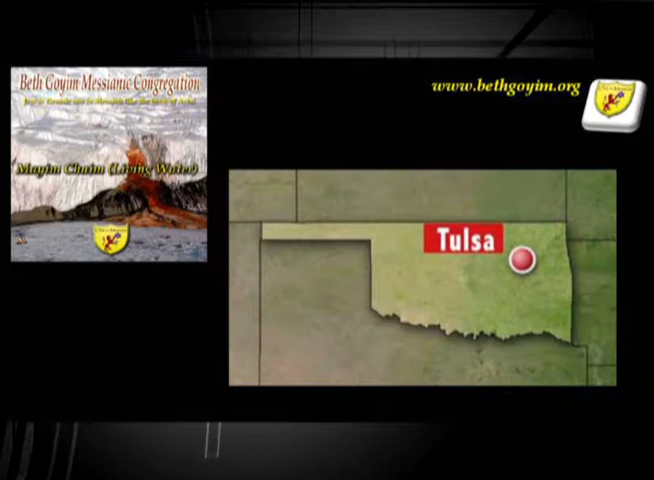 Beth Goyim Messianic Congregation
www.bethgoyim.org
Mayim Chaim (Living Water)
Tulsa